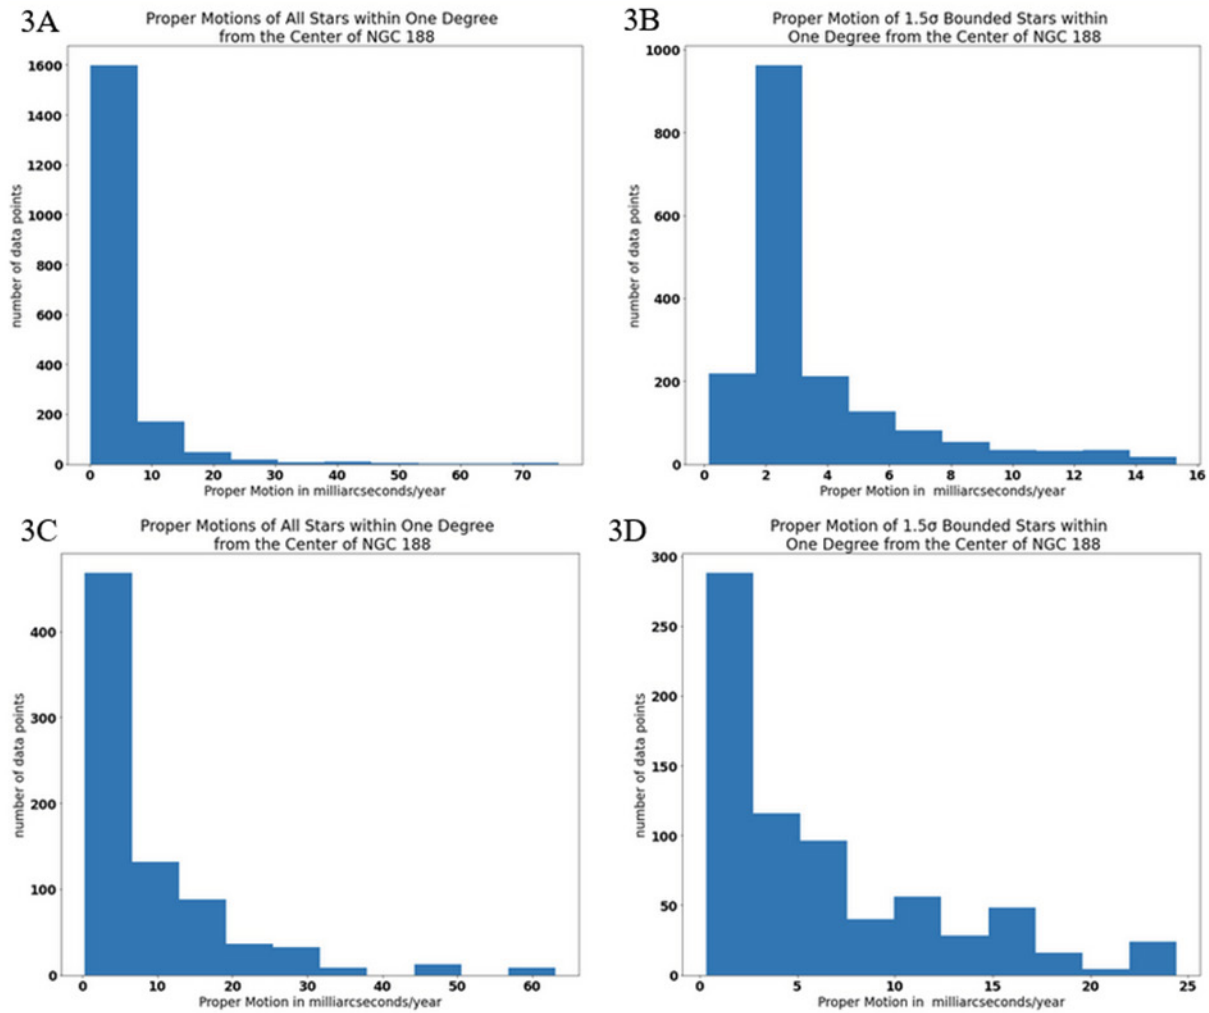 3A
Proper Motions of All Stars within One Degree
from the Center of NGC 188
number of data points
1600
1400
1200
1000
800
600
400
200
0
0 10 20 30 40 50 60 70
Proper Motion in milliarcseconds/year
3B
Proper Motion of 1.5σ Bounded Stars within
One Degree from the Center of NGC 188
number of data points
1000
800
600
400
200
0
0 2 4 6 8 10 12 14 16
Proper Motion in  milliarcseconds/year
3C
Proper Motions of All Stars within One Degree
from the Center of NGC 188
number of data points
400
300
200
100
0
0 10 20 30 40 50 60
Proper Motion in milliarcseconds/year
3D
Proper Motion of 1.5σ Bounded Stars within
One Degree from the Center of NGC 188
number of data points
300
250
200
150
100
50
0
0 5 10 15 20 25
Proper Motion in  milliarcseconds/year